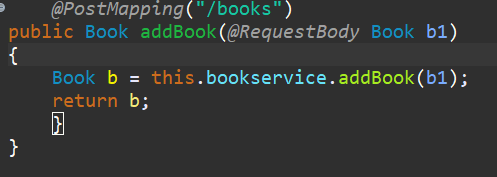 @PostMapping("/books")
public Book addBook(@RequestBody Book b1)
{
Book b = this.bookservice.addBook(b1);
return b;
}
}